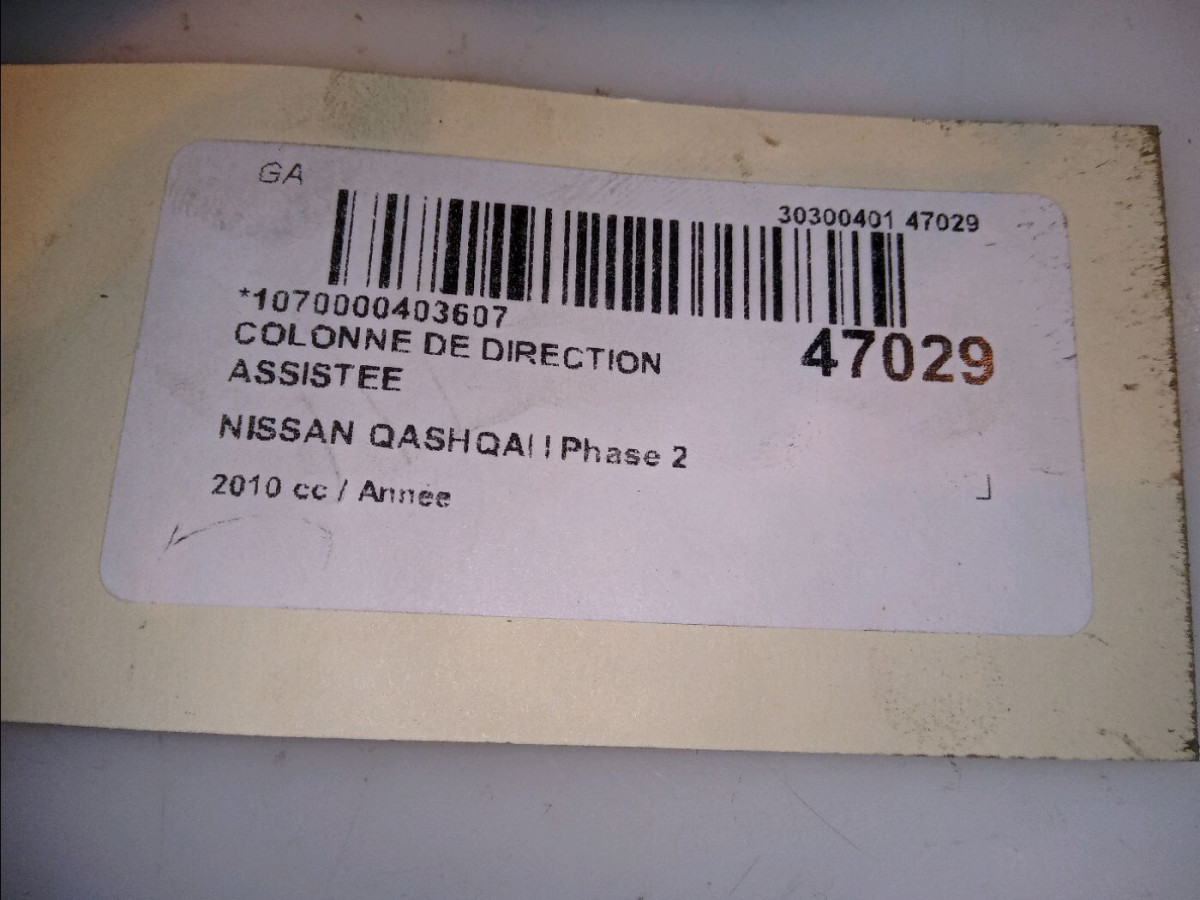 GA
30300401 47029
*1070000403607
47029
COLONNE DE DIRECTION
ASSISTEE
NISSAN QASHQAI I Phase 2
2010 cc / Annee